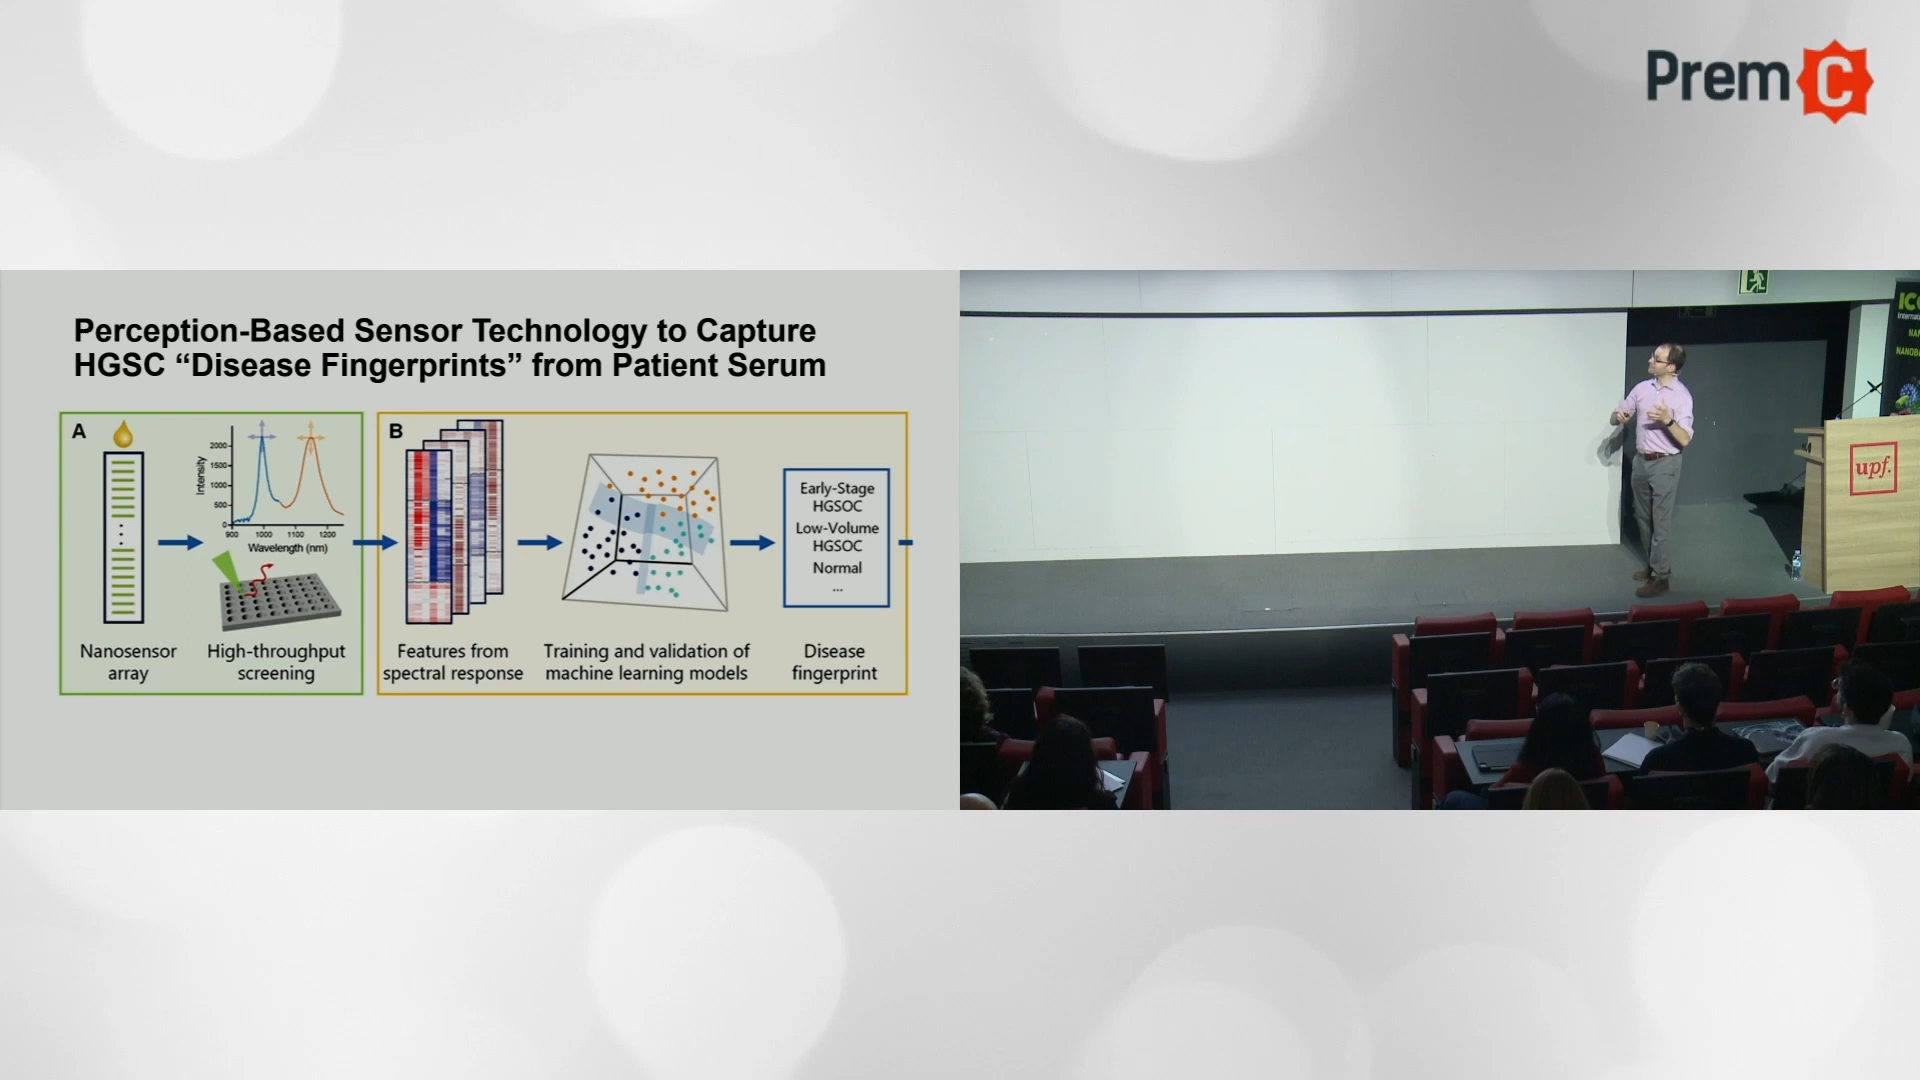 Prem C
Perception-Based Sensor Technology to Capture
HGSC “Disease Fingerprints” from Patient Serum
A
Intensity
2000
1500
1000
500
0
900 1000 1100 1200
Wavelength (nm)
Nanosensor
array
High-throughput
screening
B
Features from
spectral response
Training and validation of
machine learning models
Early-Stage
HGSOC
Low-Volume
HGSOC
Normal
...
Disease
fingerprint
upf.